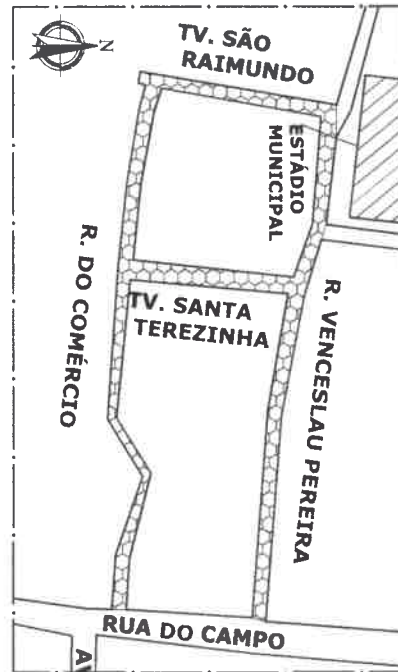 TV. SÃO
RAIMUNDO
N
ESTÁDIO
MUNICIPAL
R. DO COMÉRCIO
TV. SANTA
TEREZINHA
R. VENCESLAU PEREIRA
RUA DO CAMPO